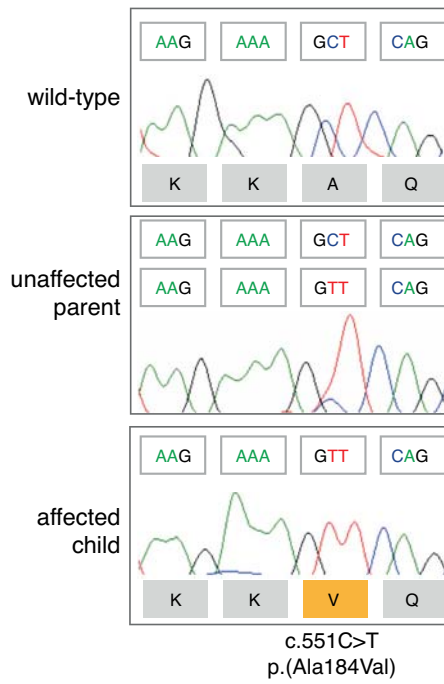 AAG AAA GCT CAG
wild-type
K K A Q
AAG AAA GCT CAG
unaffected
parent
AAG AAA GTT CAG
AAG AAA GTT CAG
affected
child
K K V Q
c.551C>T
p.(Ala184Val)